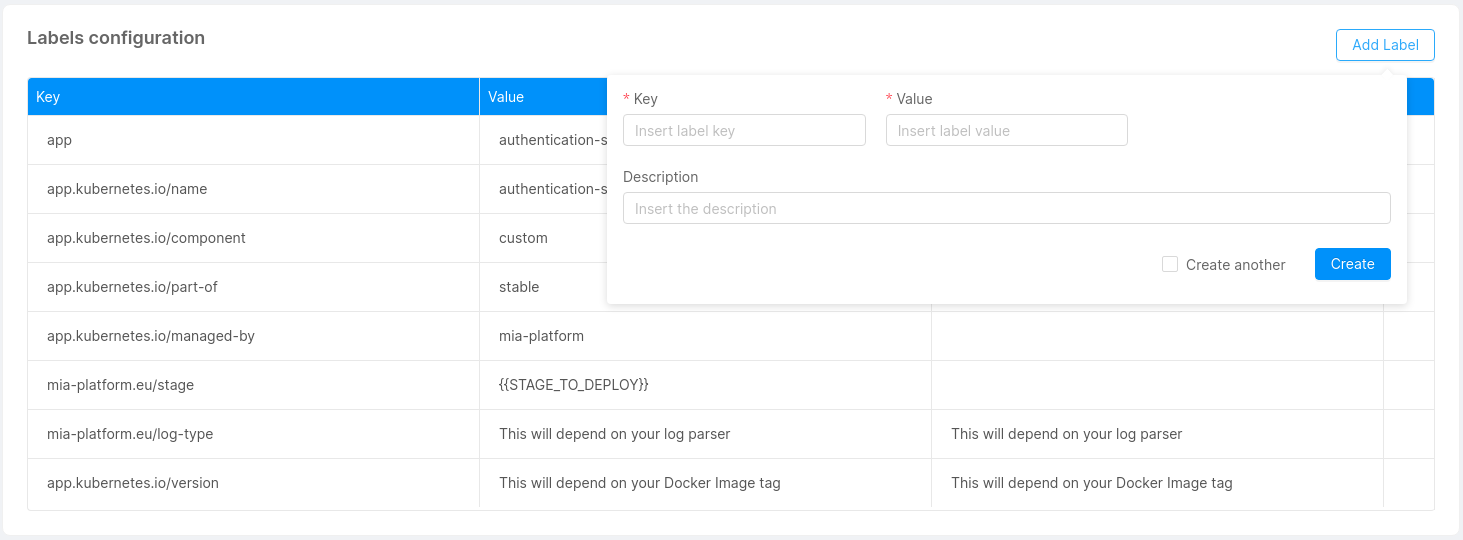 Labels configuration
Add Label
Key Value
* Key * Value
Insert label key Insert label value
Description
Insert the description
Create another Create
app authentication-s
app.kubernetes.io/name authentication-s
app.kubernetes.io/component custom
app.kubernetes.io/part-of stable
app.kubernetes.io/managed-by mia-platform
mia-platform.eu/stage {{STAGE_TO_DEPLOY}}
mia-platform.eu/log-type This will depend on your log parser This will depend on your log parser
app.kubernetes.io/version This will depend on your Docker Image tag This will depend on your Docker Image tag